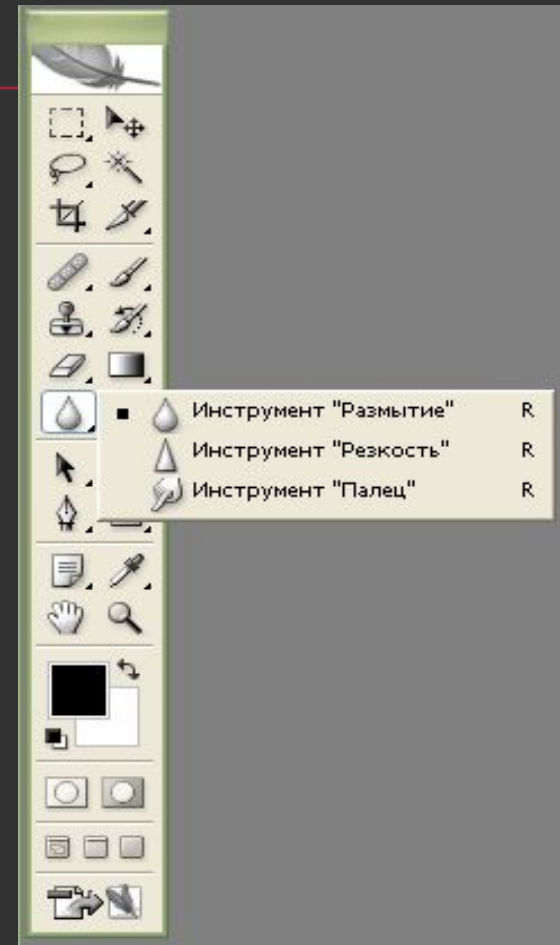 Инструмент "Размытие" R
Инструмент "Резкость" R
Инструмент "Палец" R